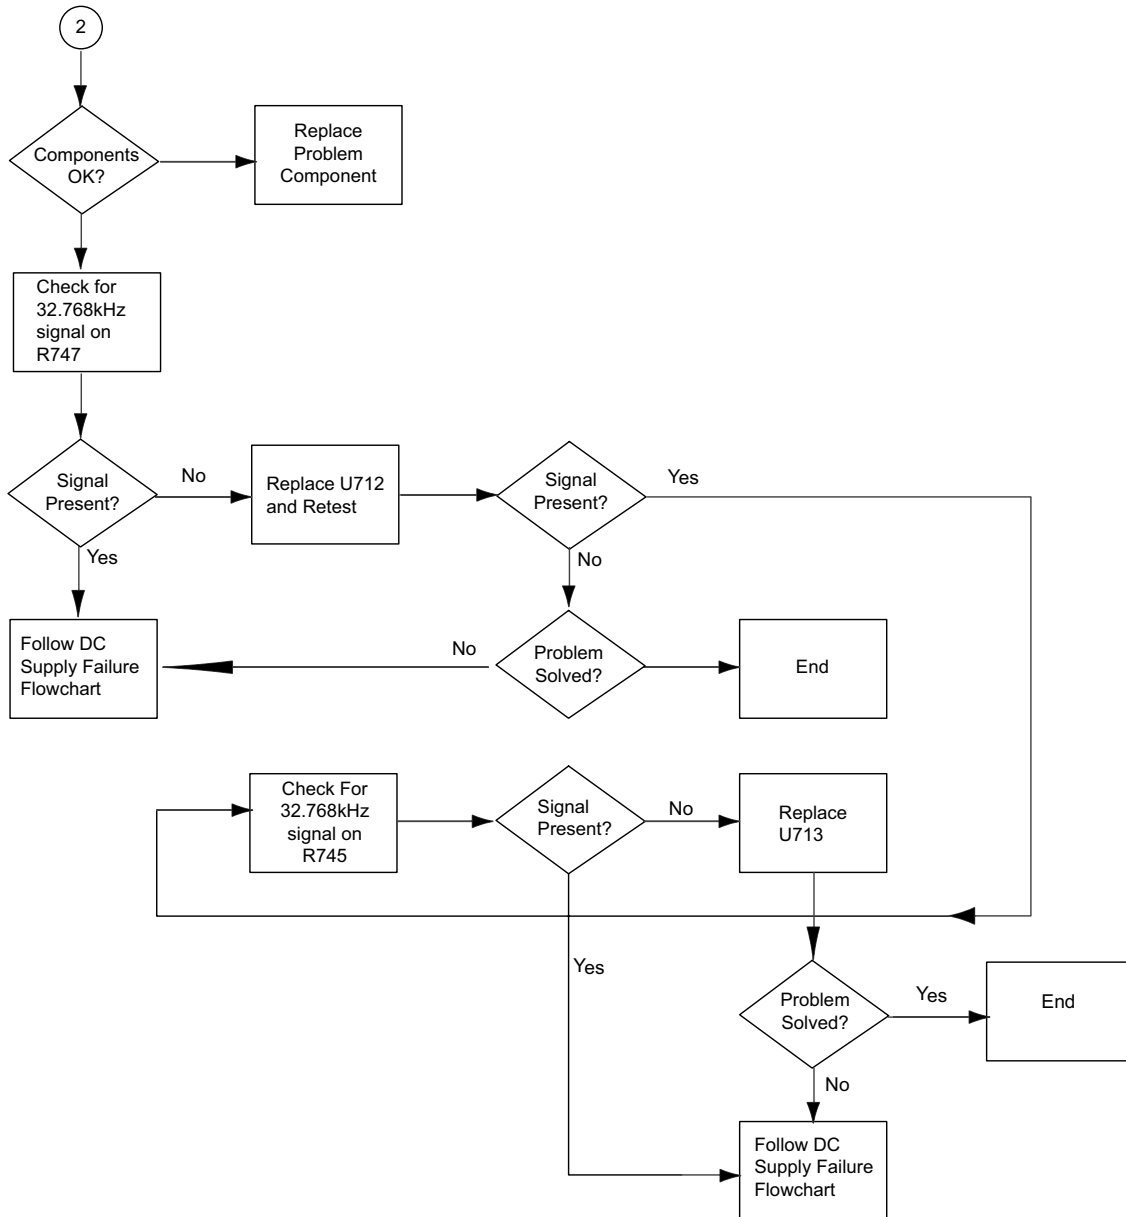 2
Components
OK?
Replace
Problem
Component
Check for
32.768kHz
signal on
R747
Signal
Present?
No
Replace U712
and Retest
Signal
Present?
Yes
Yes
No
Follow DC
Supply Failure
Flowchart
No
Problem
Solved?
End
Check For
32.768kHz
signal on
R745
Signal
Present?
No
Replace
U713
Yes
Problem
Solved?
Yes
End
No
Follow DC
Supply Failure
Flowchart